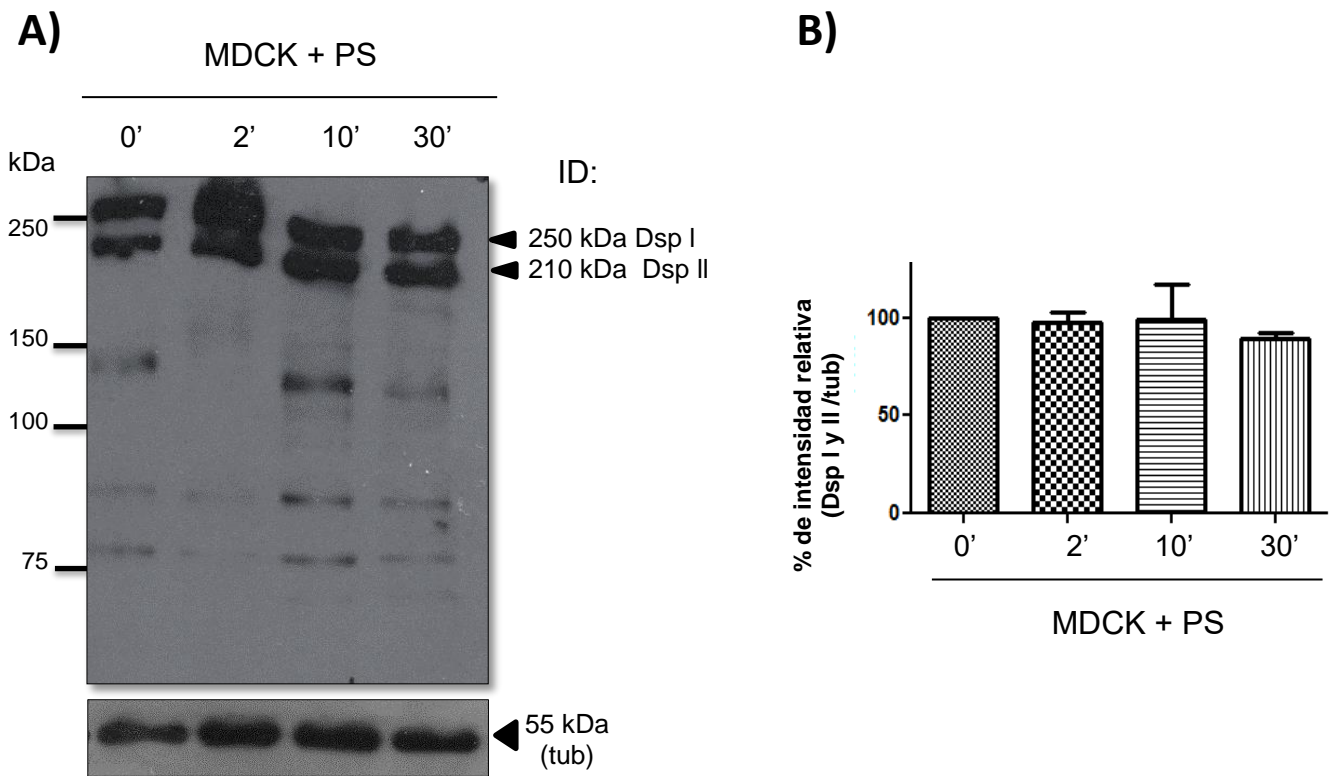 A)
MDCK + PS
0’ 2’ 10’ 30’
kDa
ID:
250
250 kDa Dsp I
210 kDa Dsp II
150
100
75
55 kDa
(tub)
B)
% de intensidad relativa
(Dsp I y II /tub)
100
50
0
0’ 2’ 10’ 30’
MDCK + PS